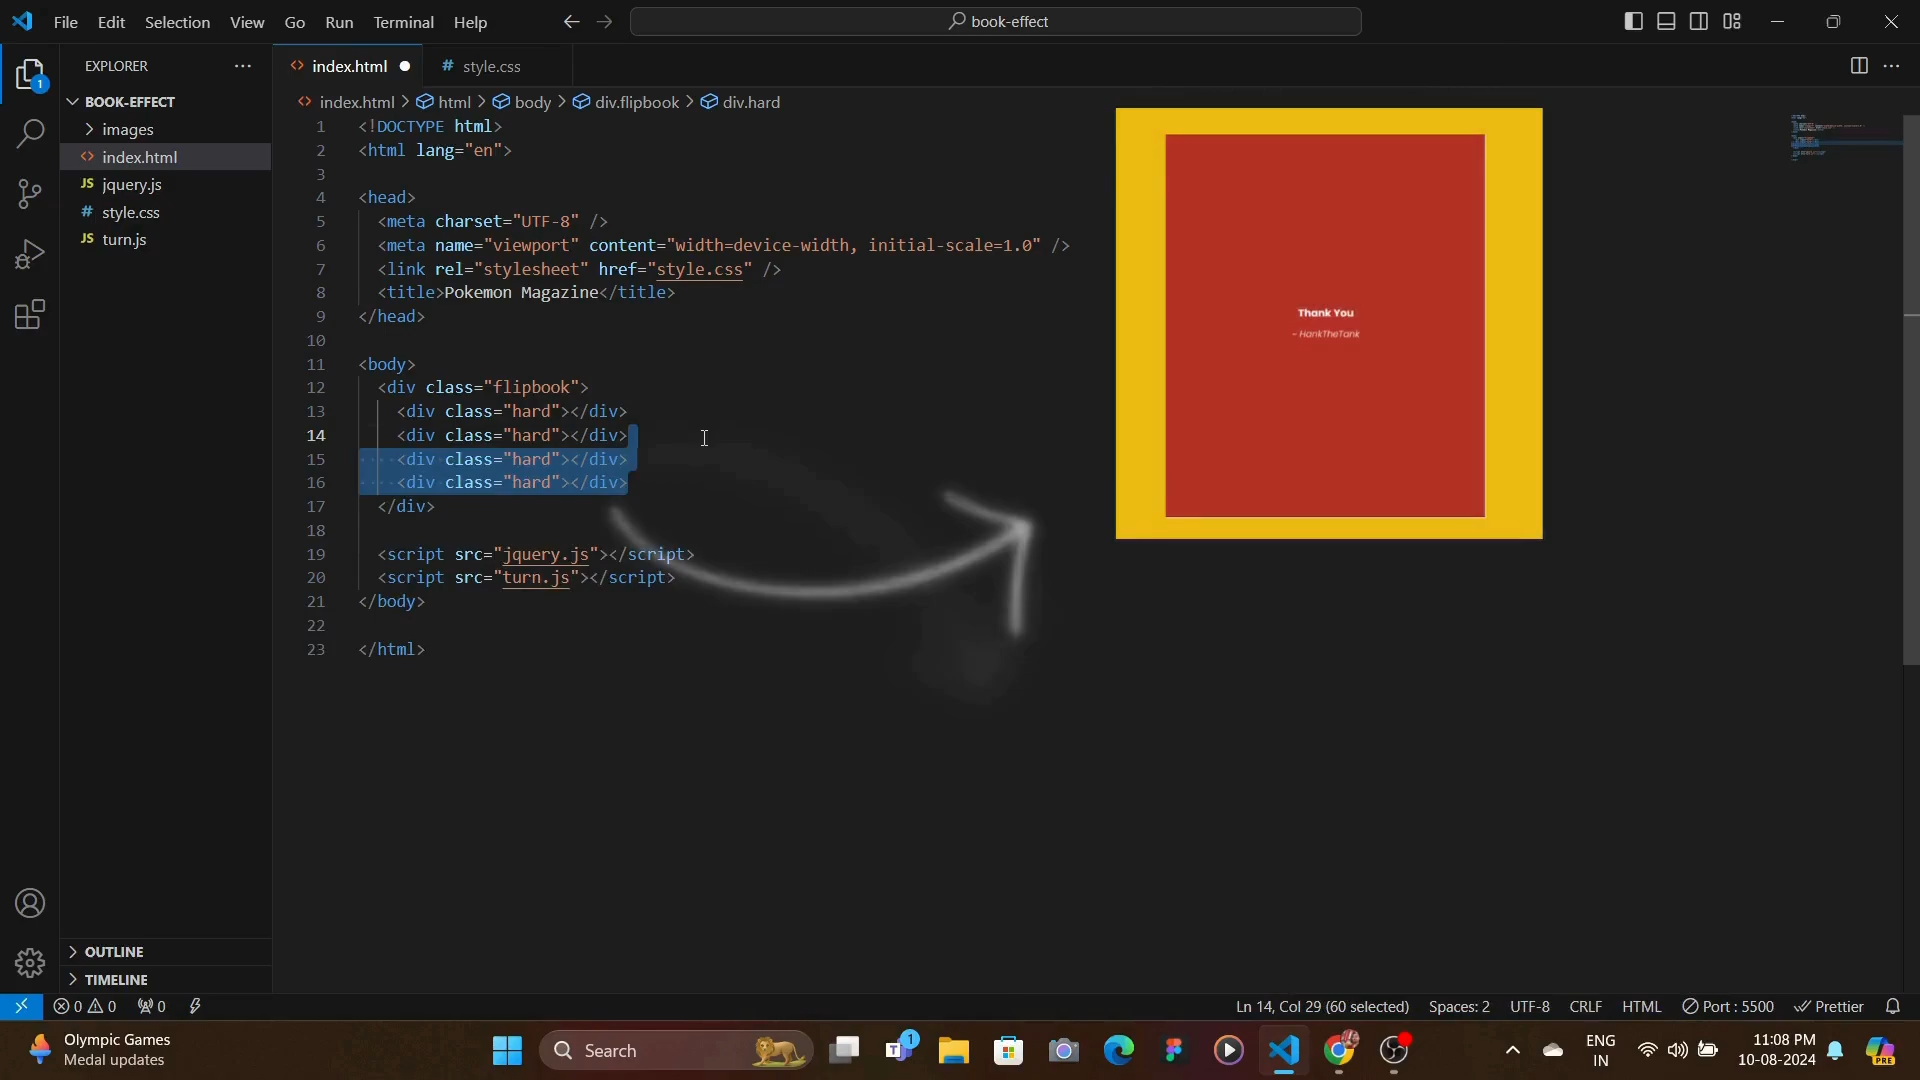 File Edit Selection View Go Run Terminal Help
book-effect
EXPLORER
1
BOOK-EFFECT
images
index.html
JS jquery.js
# style.css
JS turn.js
OUTLINE
TIMELINE
<> index.html
# style.css
<> index.html > html > body > div.flipbook > div.hard
1 <!DOCTYPE html>
2 <html lang="en">
3
4 <head>
5 <meta charset="UTF-8" />
6 <meta name="viewport" content="width=device-width, initial-scale=1.0" />
7 <link rel="stylesheet" href="style.css" />
8 <title>Pokemon Magazine</title>
9 </head>
10
11 <body>
12 <div class="flipbook">
13 <div class="hard"></div>
14 <div class="hard"></div>
15 <div class="hard"></div>
16 <div class="hard"></div>
17 </div>
18
19 <script src="jquery.js"></script>
20 <script src="turn.js"></script>
21 </body>
22
23 </html>
Thank You
~ HankTheTank
0 0 0
Ln 14, Col 29 (60 selected) Spaces: 2 UTF-8 CRLF HTML Port : 5500 Prettier
Olympic Games
Medal updates
Search
1
ENG
IN
11:08 PM
10-08-2024
PRE